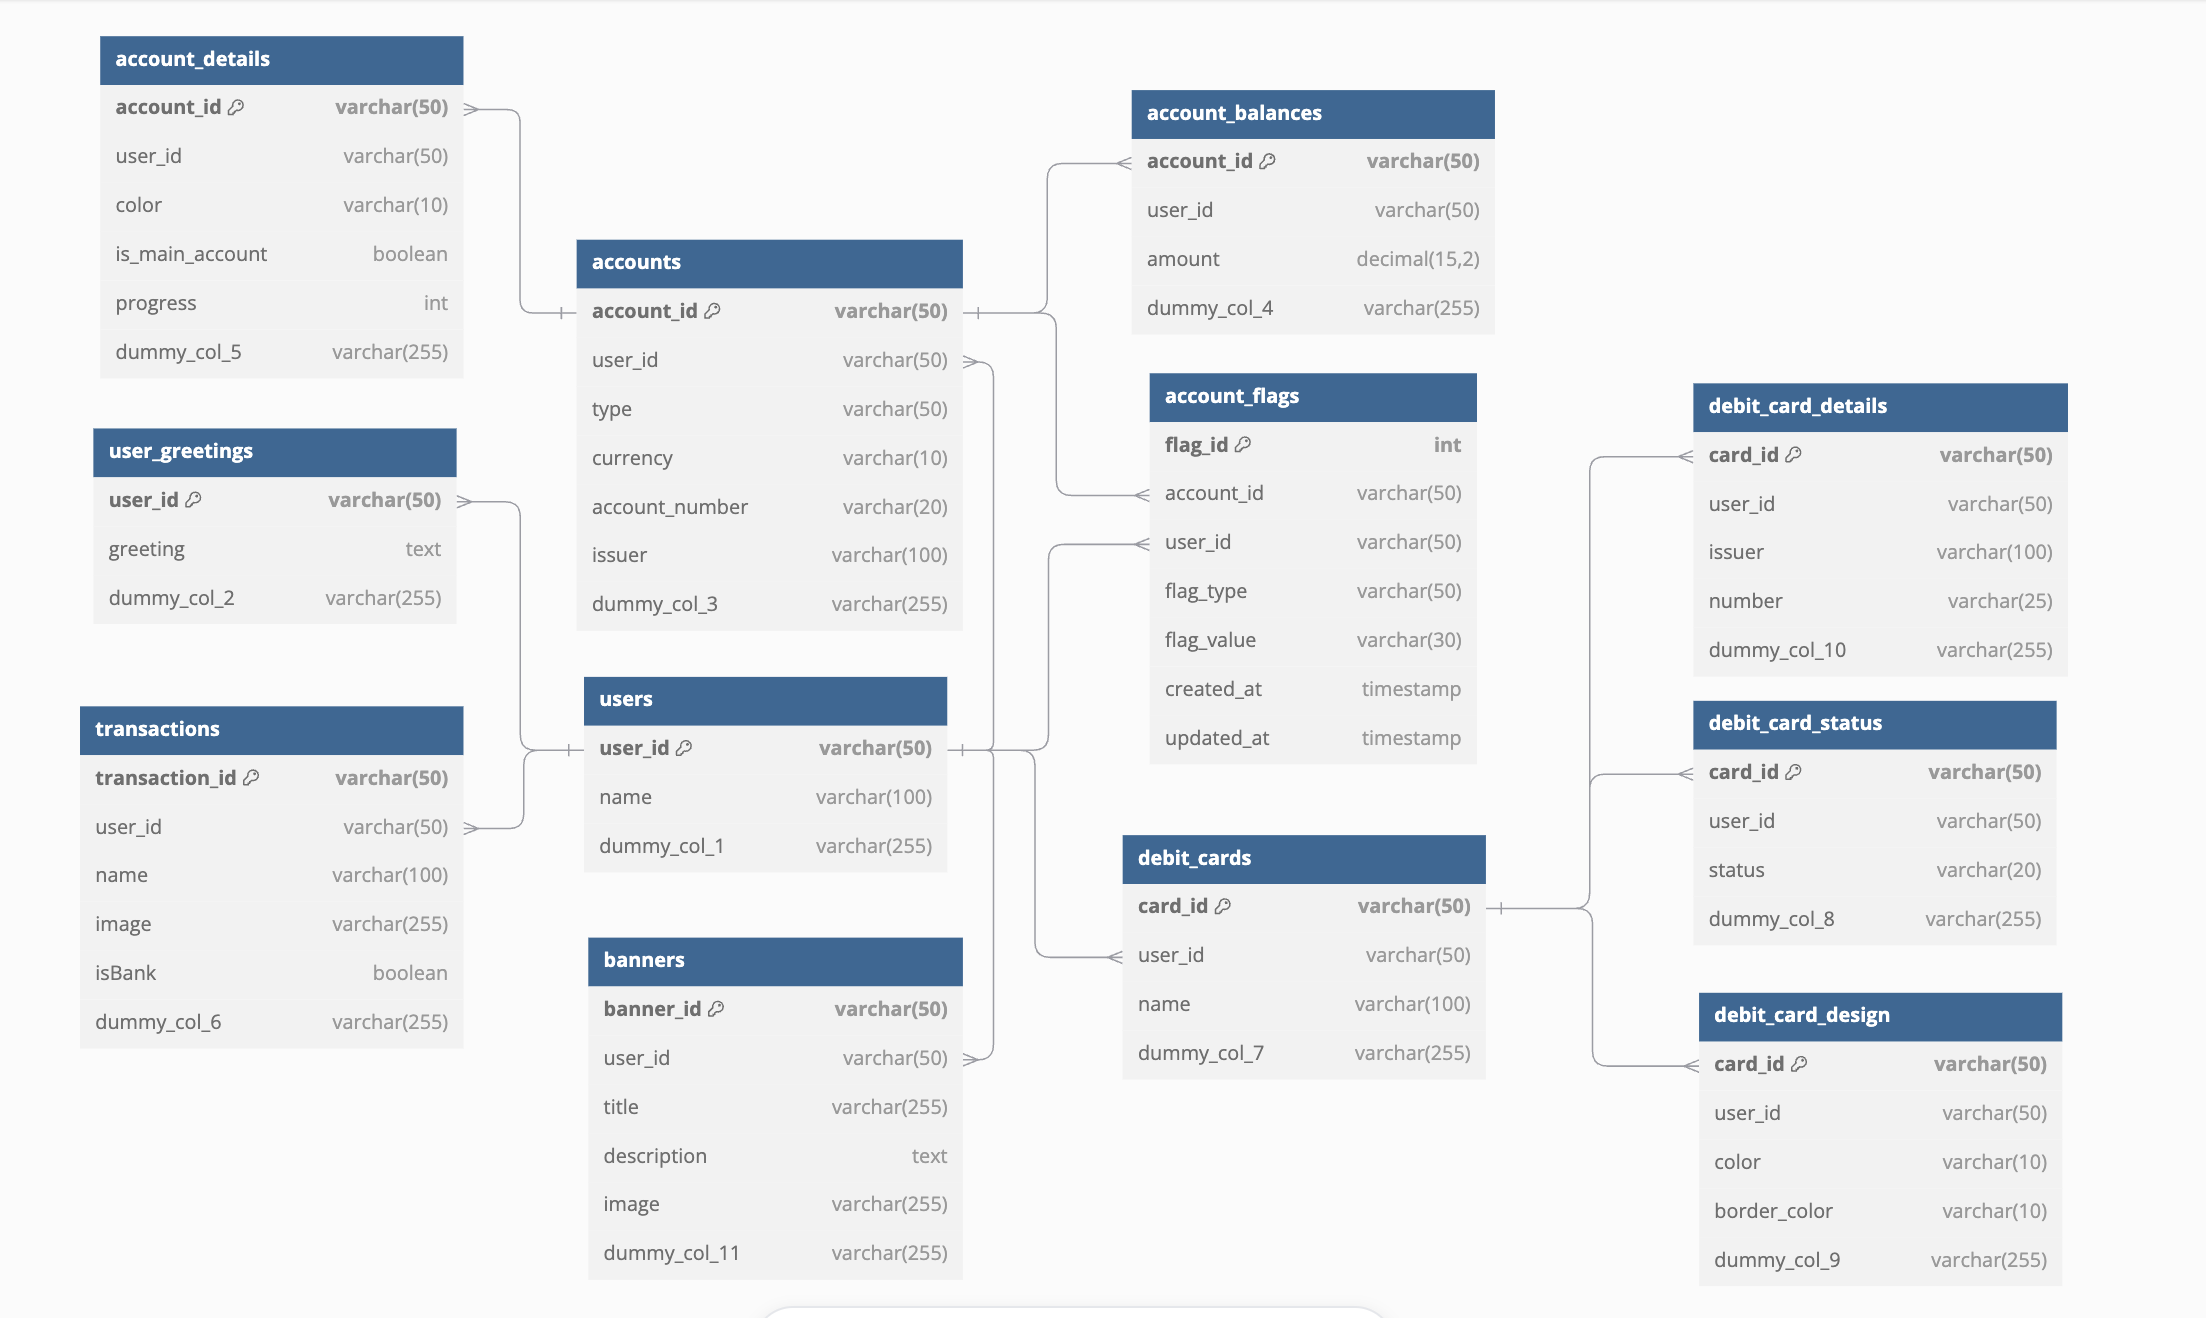 account_details
account_id varchar(50)
user_id varchar(50)
color varchar(10)
is_main_account boolean
progress int
dummy_col_5 varchar(255)
user_greetings
user_id varchar(50)
greeting text
dummy_col_2 varchar(255)
transactions
transaction_id varchar(50)
user_id varchar(50)
name varchar(100)
image varchar(255)
isBank boolean
dummy_col_6 varchar(255)
accounts
account_id varchar(50)
user_id varchar(50)
type varchar(50)
currency varchar(10)
account_number varchar(20)
issuer varchar(100)
dummy_col_3 varchar(255)
users
user_id varchar(50)
name varchar(100)
dummy_col_1 varchar(255)
banners
banner_id varchar(50)
user_id varchar(50)
title varchar(255)
description text
image varchar(255)
dummy_col_11 varchar(255)
account_balances
account_id varchar(50)
user_id varchar(50)
amount decimal(15,2)
dummy_col_4 varchar(255)
account_flags
flag_id int
account_id varchar(50)
user_id varchar(50)
flag_type varchar(50)
flag_value varchar(30)
created_at timestamp
updated_at timestamp
debit_cards
card_id varchar(50)
user_id varchar(50)
name varchar(100)
dummy_col_7 varchar(255)
debit_card_details
card_id varchar(50)
user_id varchar(50)
issuer varchar(100)
number varchar(25)
dummy_col_10 varchar(255)
debit_card_status
card_id varchar(50)
user_id varchar(50)
status varchar(20)
dummy_col_8 varchar(255)
debit_card_design
card_id varchar(50)
user_id varchar(50)
color varchar(10)
border_color varchar(10)
dummy_col_9 varchar(255)